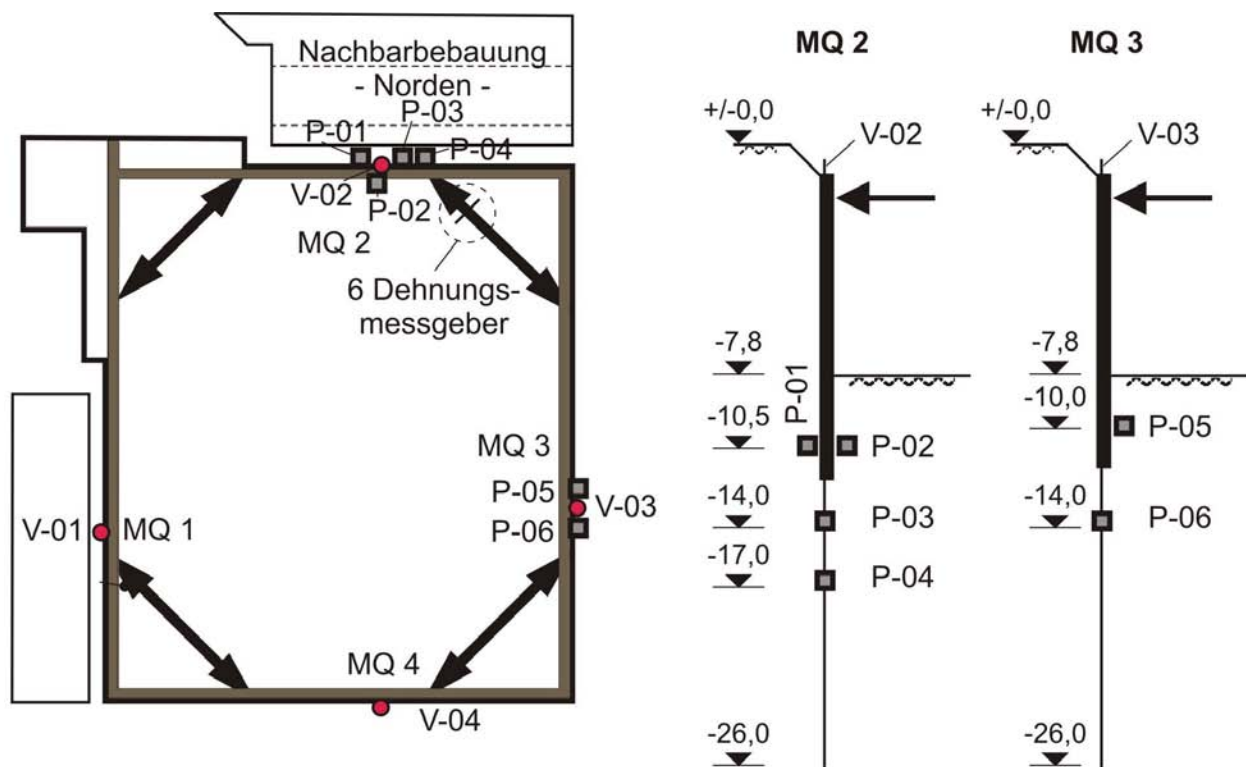 Nachbarbebauung
- Norden -
P-03
P-01
P-04
V-02
P-02
MQ 2
6 Dehnungs-
messgeber
MQ 3
P-05
V-03
P-06
V-01
MQ 1
MQ 4
V-04
MQ 2
+/-0,0
V-02
-7,8
P-01
-10,5
P-02
-14,0
P-03
-17,0
P-04
-26,0
MQ 3
+/-0,0
V-03
-7,8
-10,0
P-05
-14,0
P-06
-26,0